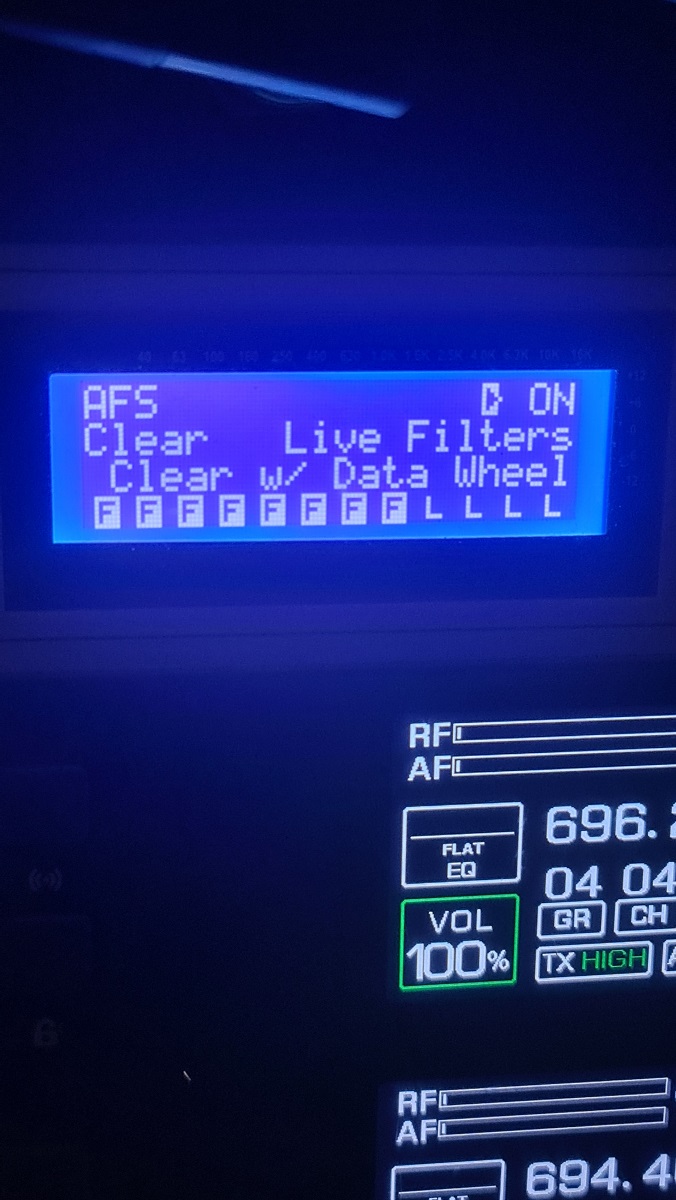 AFS ON
Clear Live Filters
Clear w/ Data Wheel
F F F F F F F F L L L L
RF
AF
696.
FLAT
EQ
04 04
VOL
GR CH
100%
TX HIGH
RF
AF
694.4
FLAT